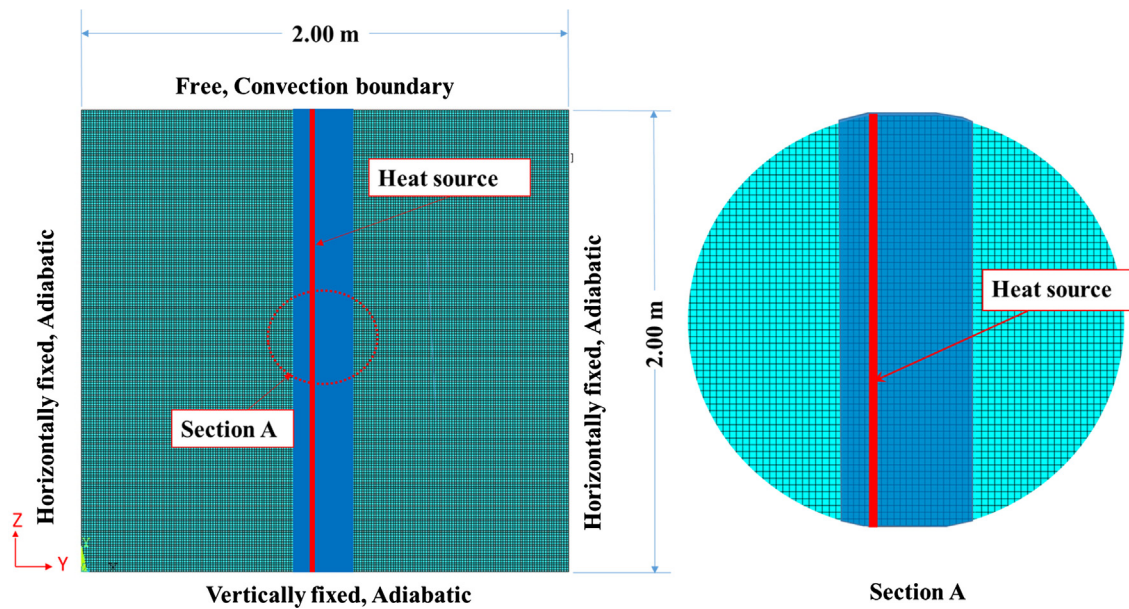 2.00 m
Free, Convection boundary
Heat source
Horizontally fixed, Adiabatic
Section A
Z
Y
Vertically fixed, Adiabatic
Horizontally fixed, Adiabatic
2.00 m
Heat source
Section A